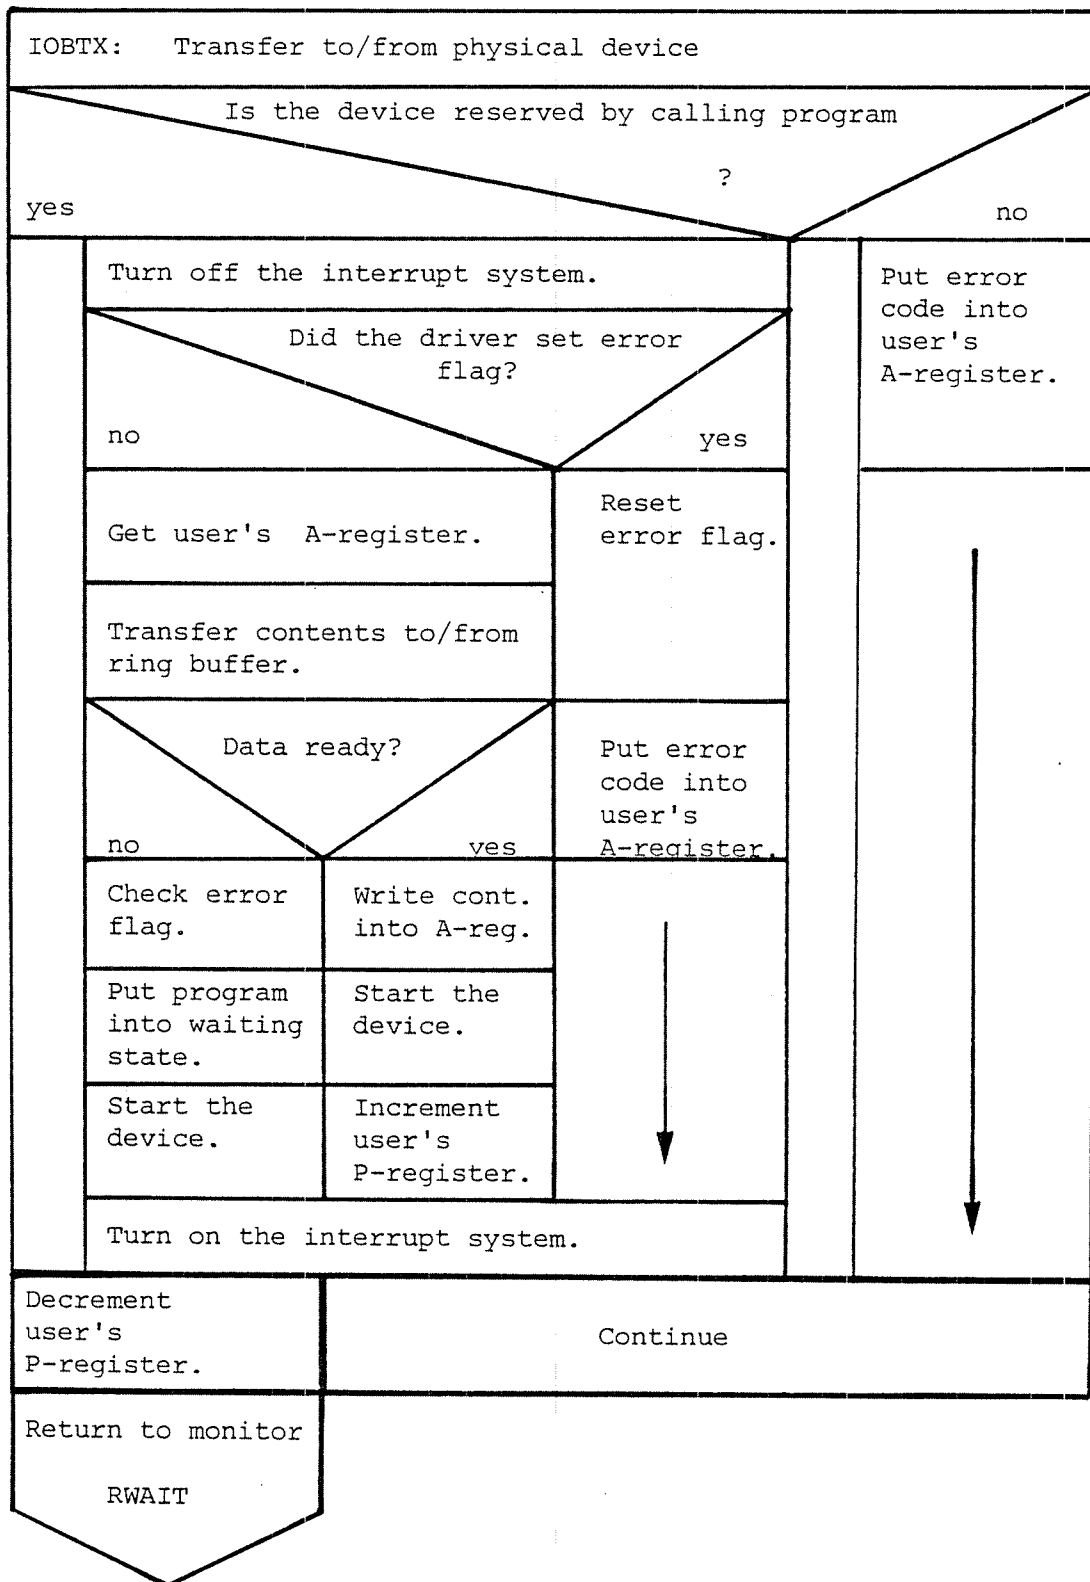 IOBTX: Transfer to/from physical device
Is the device reserved by calling program
?
yes
no
Turn off the interrupt system.
Put error
code into
user's
A-register.
Did the driver set error
flag?
no
yes
Get user's A-register.
Reset
error flag.
Transfer contents to/from
ring buffer.
Data ready?
no
yes
Put error
code into
user's
A-register.
Check error
flag.
Write cont.
into A-reg.
Put program
into waiting
state.
Start the
device.
Start the
device.
Increment
user's
P-register.
Turn on the interrupt system.
Decrement
user's
P-register.
Continue
Return to monitor
RWAIT